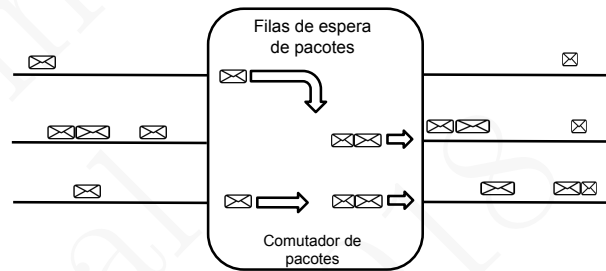 Filas de espera
de pacotes
Comutador de
pacotes